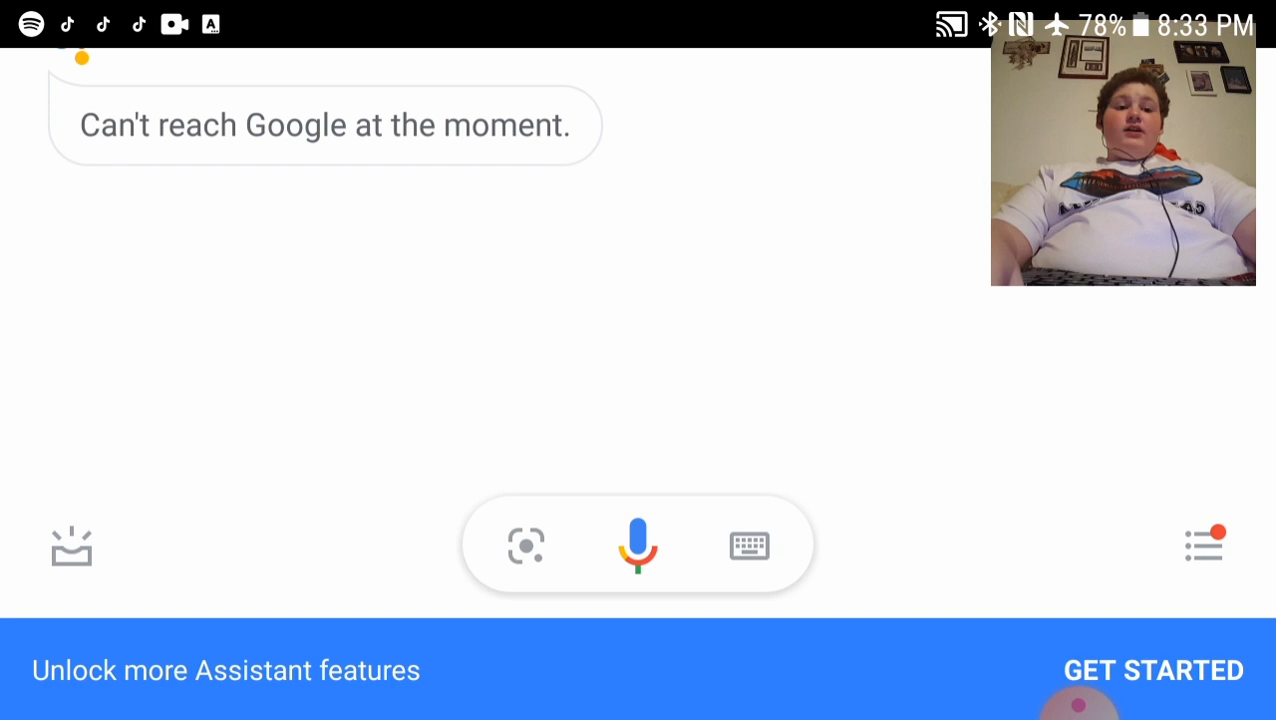 78% 8:33 PM
Can't reach Google at the moment.
Unlock more Assistant features
GET STARTED